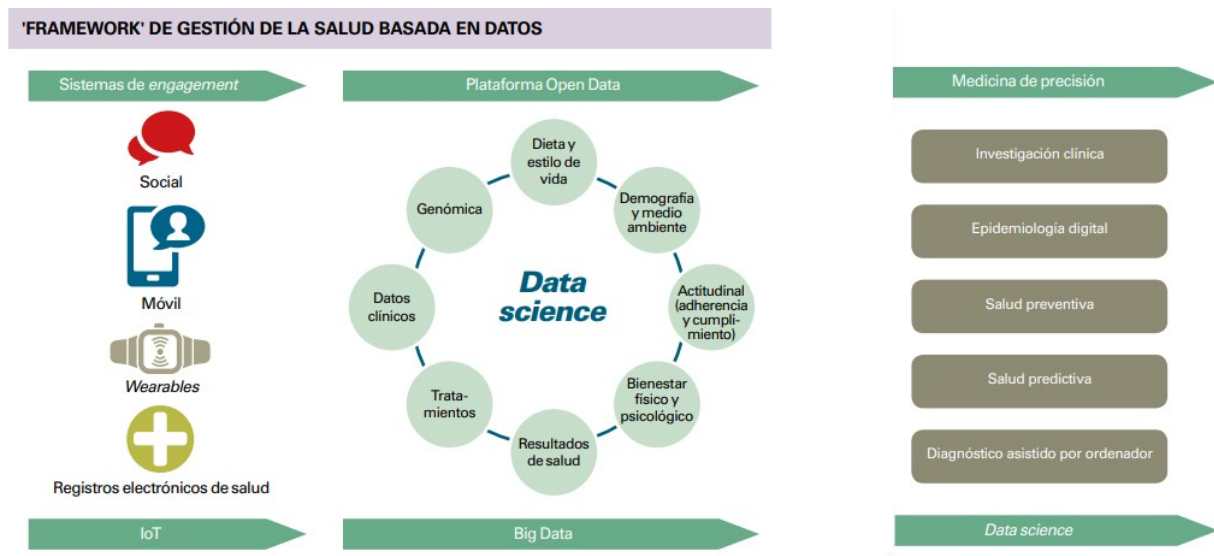 'FRAMEWORK' DE GESTIÓN DE LA SALUD BASADA EN DATOS
Sistemas de engagement
Plataforma Open Data
Medicina de precisión
Social
Móvil
Wearables
Registros electrónicos de salud
Dieta y
estilo de
vida
Demografía
y medio
ambiente
Actitudinal
(adherencia
y cumpli-
miento)
Bienestar
físico y
psicológico
Resultados
de salud
Trata-
mientos
Datos
clínicos
Genómica
Data
science
Investigación clínica
Epidemiología digital
Salud preventiva
Salud predictiva
Diagnóstico asistido por ordenador
IoT
Big Data
Data science